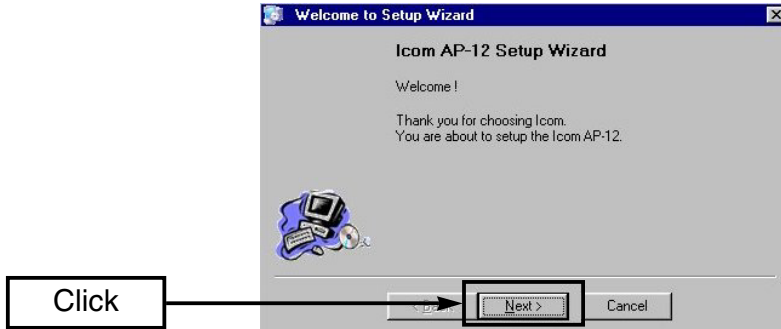 Welcome to Setup Wizard
Icom AP-12 Setup Wizard
Welcome !
Thank you for choosing Icom.
You are about to setup the Icom AP-12.
Click
Next >
Cancel